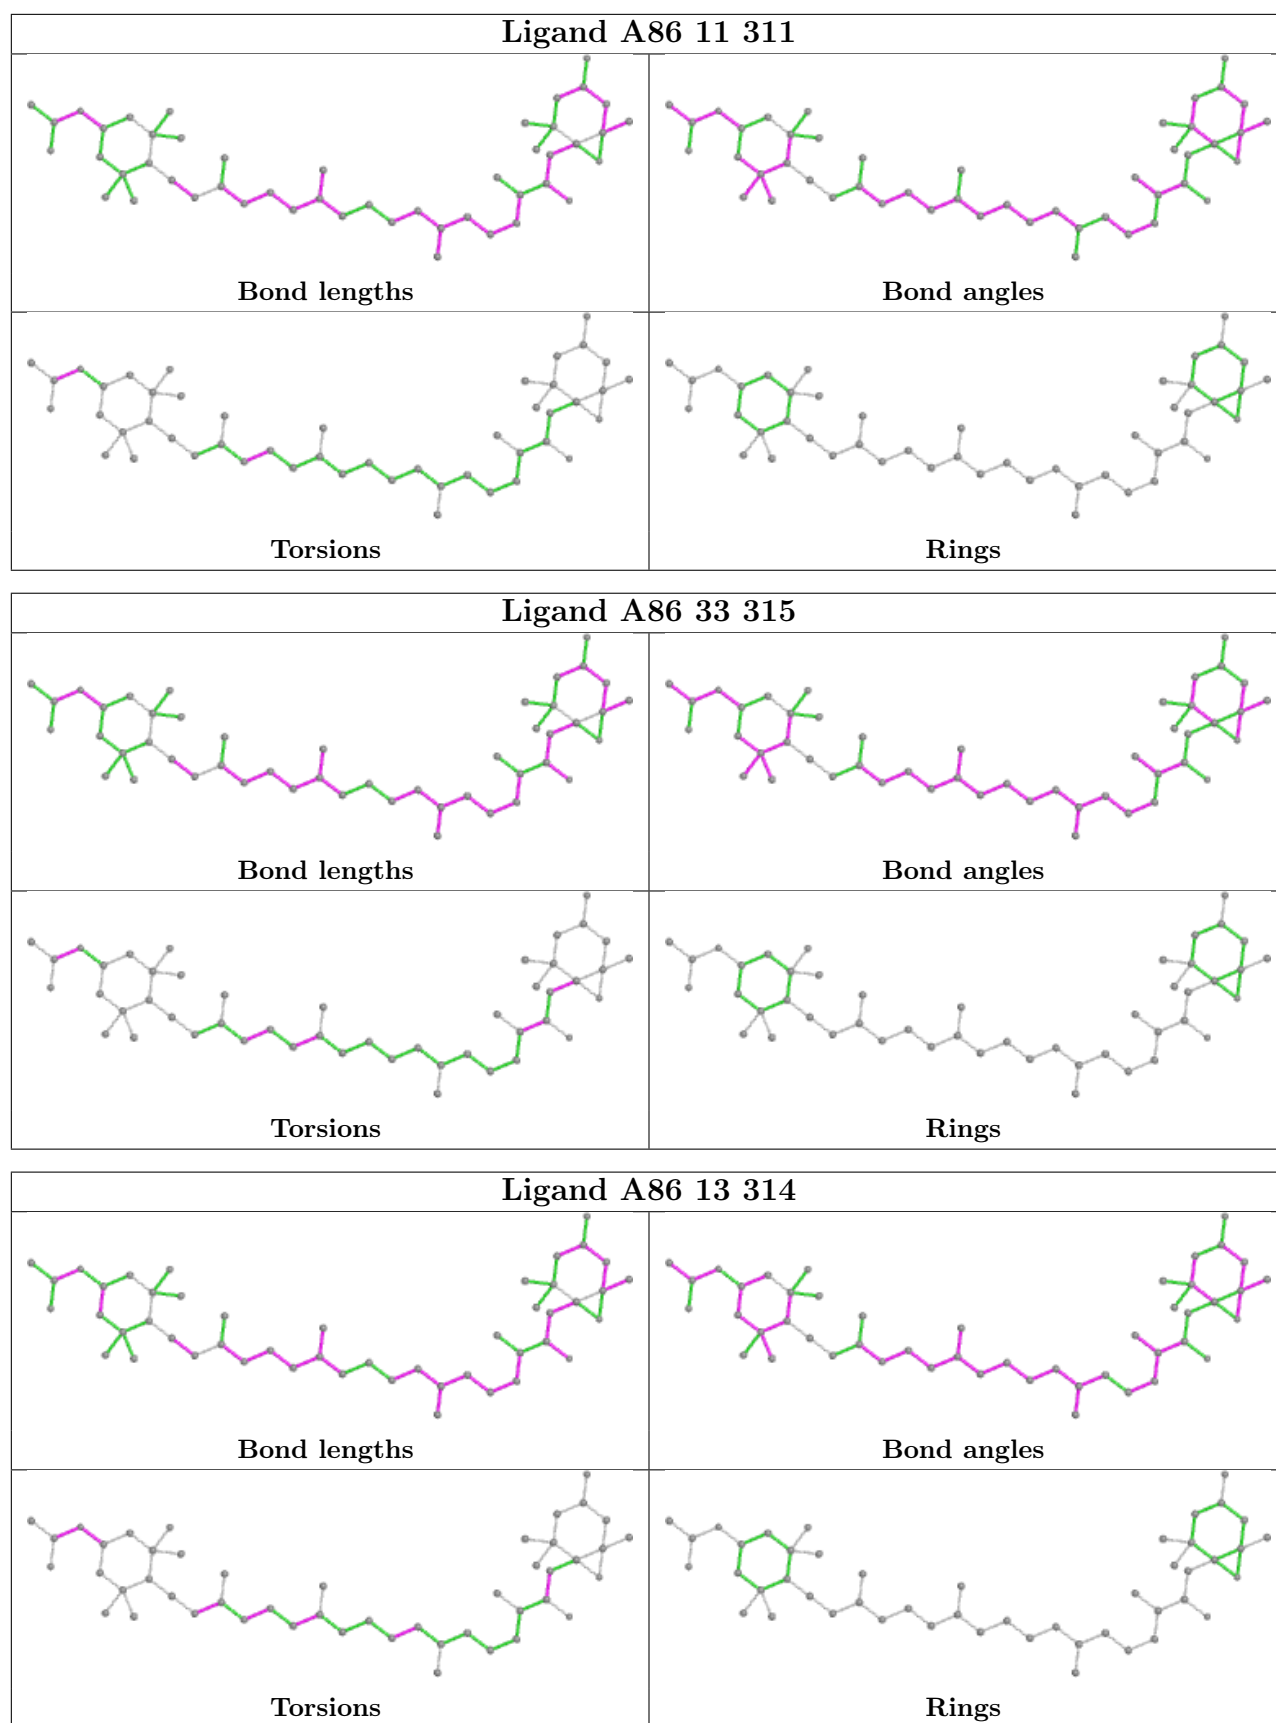 Ligand A86 11 311
Bond lengths
Bond angles
Torsions
Rings
Ligand A86 33 315
Bond lengths
Bond angles
Torsions
Rings
Ligand A86 13 314
Bond lengths
Bond angles
Torsions
Rings